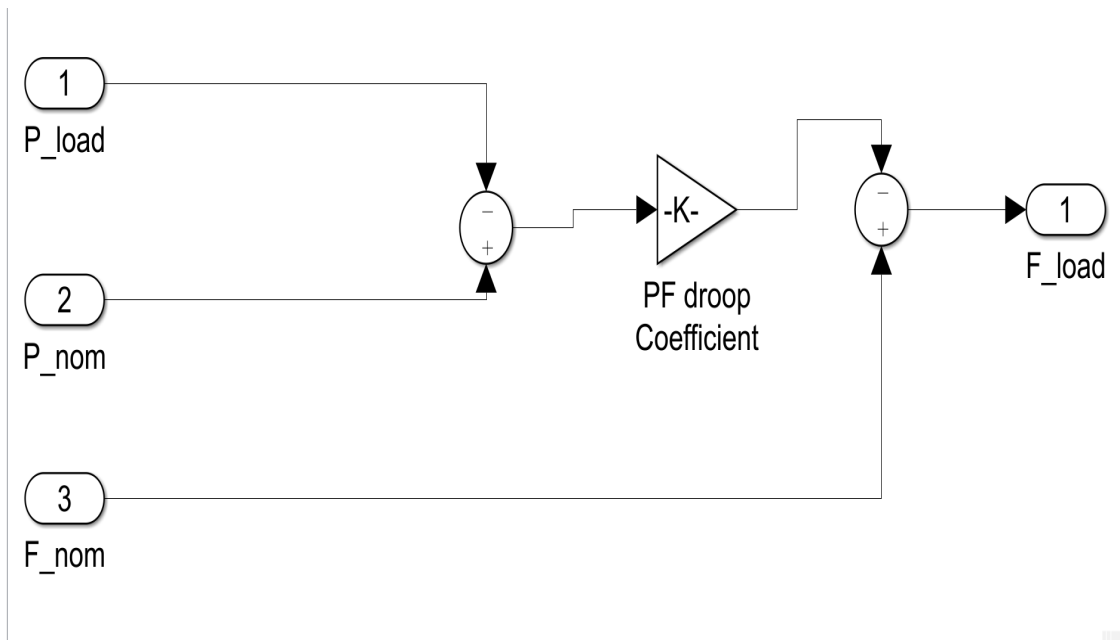 1
P_load
−
+
-K-
PF droop
Coefficient
−
+
1
F_load
2
P_nom
3
F_nom